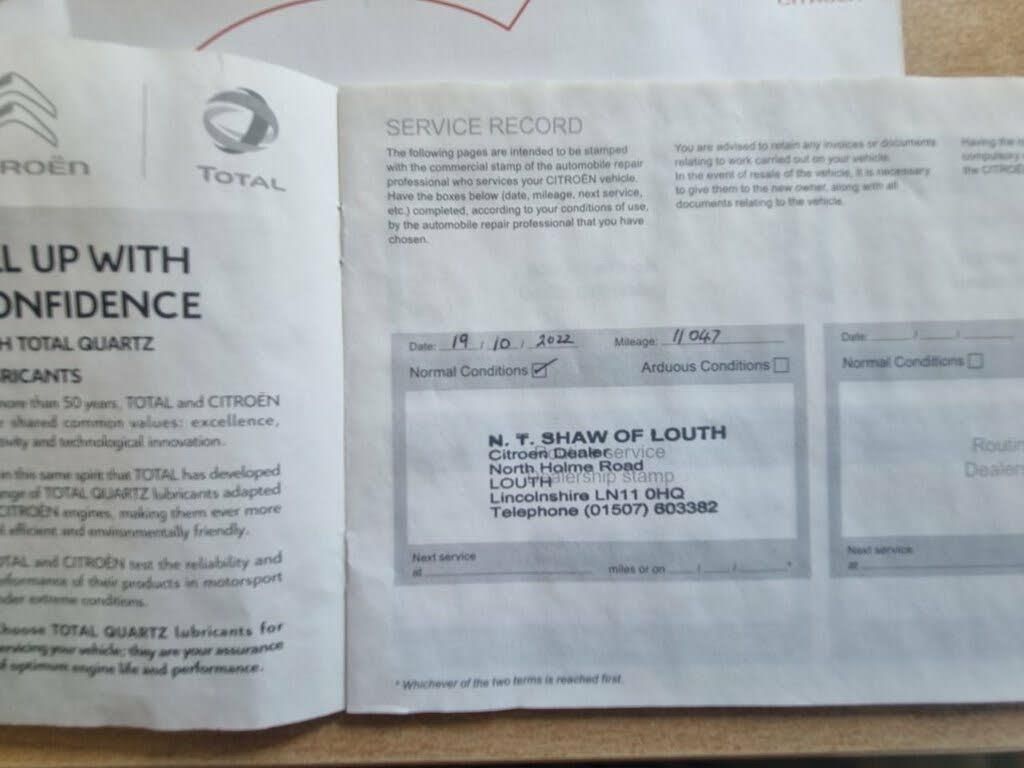 CITROËN
TOTAL
UP WITH
TOTAL QUARTZ
more than 50 years, TOTAL and CITROËN
shared common values: excellence,
and technological innovation.
in this same spirit that TOTAL has developed
of TOTAL QUARTZ lubricants adapted
CITROËN engines, making them ever more
efficient and environmentally friendly.
and CITROËN test the reliability and
of their products in motorsport
extreme conditions.
TOTAL QUARTZ lubricants for
your vehicle; they are your assurance
optimum engine life and performance.
SERVICE RECORD
The following pages are intended to be stamped
with the commercial stamp of the automobile repair
professional who services your CITROËN vehicle.
Have the boxes below (date, mileage, next service,
etc.) completed, according to your conditions of use,
by the automobile repair professional that you have
chosen.
You are advised to retain any invoices or documents
relating to work carried out on your vehicle.
In the event of resale of the vehicle, it is necessary
to give them to the new owner, along with all
documents relating to the vehicle.
Having the
compulsory
the CITROËN
Date: 19 / 10 / 2022 Mileage: 11 047
Normal Conditions Arduous Conditions
N. T. SHAW OF LOUTH
Citroen Dealer service
North Holme Road
LOUTH Dealership stamp
Lincolnshire LN11 0HQ
Telephone (01507) 603382
Next service
at miles or on / / *
Date: / /
Normal Conditions
Next service
at
* Whichever of the two terms is reached first.